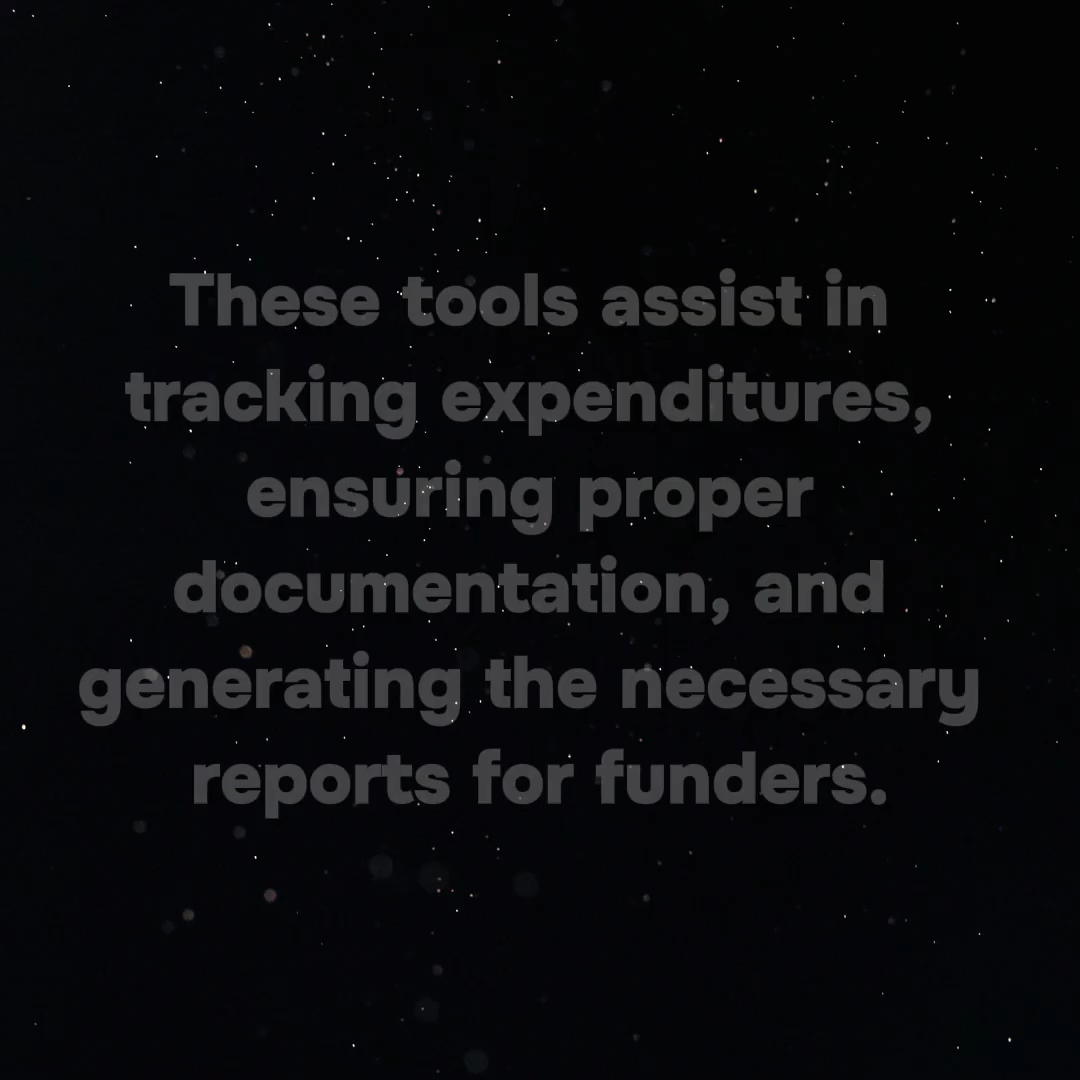 These tools assist in
tracking expenditures,
ensuring proper
documentation, and
generating the necessary
reports for funders.